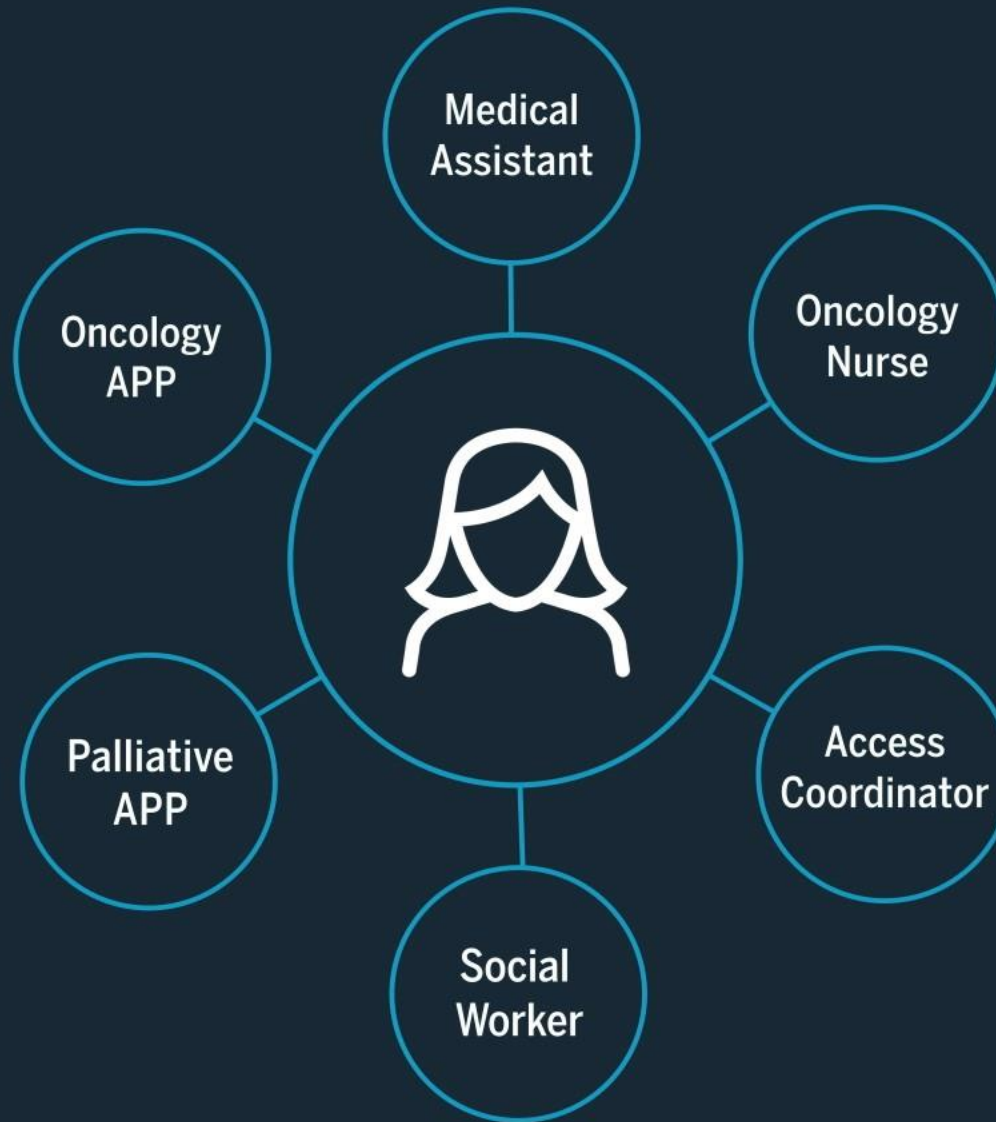 Medical
Assistant
Oncology
APP
Oncology
Nurse
Palliative
APP
Access
Coordinator
Social
Worker